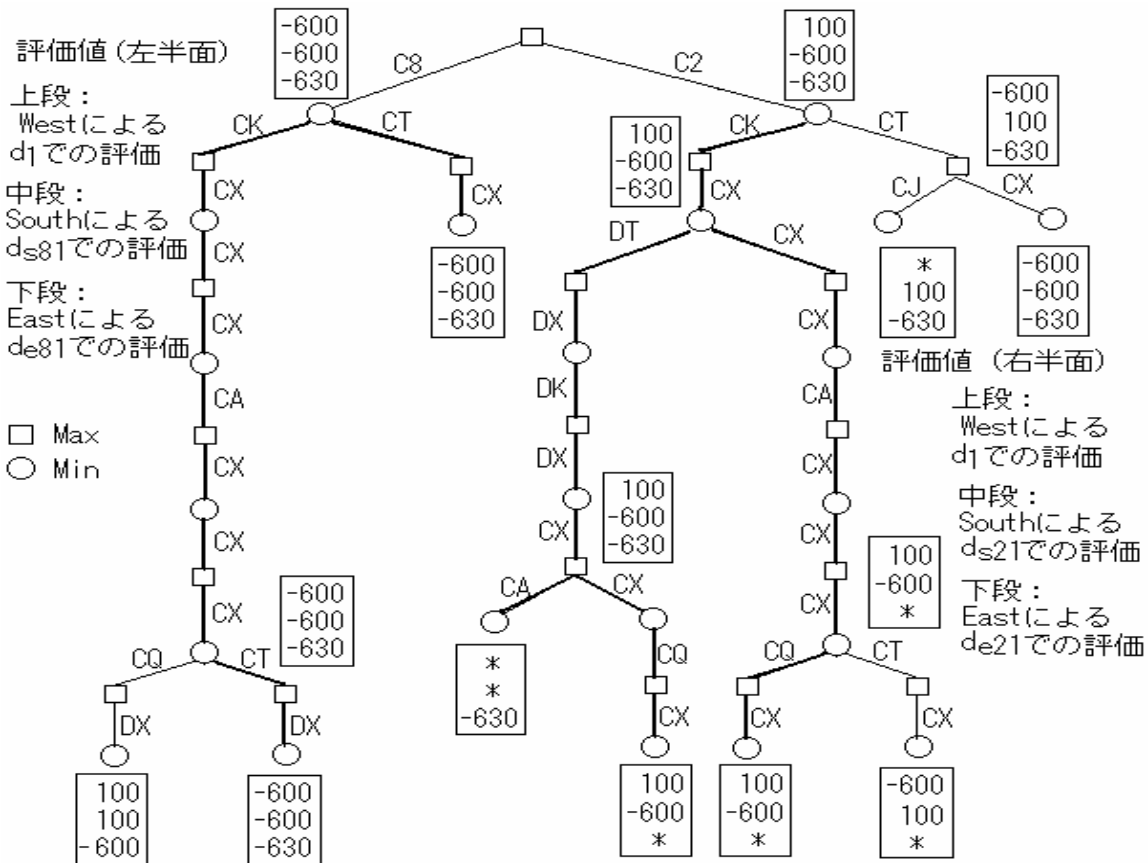 評価値(左半面)
上段：
Westによる
d1での評価
中段：
Southによる
ds81での評価
下段：
Eastによる
de81での評価
□ Max
○ Min
-600
-600
-630
C8
C2
100
-600
-630
CK
CT
CX
CX
CX
CX
CA
CX
CX
CX
-600
-600
-630
CQ
CT
DX
DX
100
100
-600
-600
-600
-630
-600
-600
-630
100
-600
-630
CK
CT
-600
100
-630
CX
CJ
CX
*
100
-630
-600
-600
-630
DT
CX
DX
DK
DX
CX
100
-600
-630
CA
CX
*
*
-630
CQ
CX
100
-600
*
CX
CA
CX
CX
100
-600
*
CQ
CT
CX
CX
100
-600
*
-600
100
*
評価値 (右半面)
上段：
Westによる
d1での評価
中段：
Southによる
ds21での評価
下段：
Eastによる
de21での評価